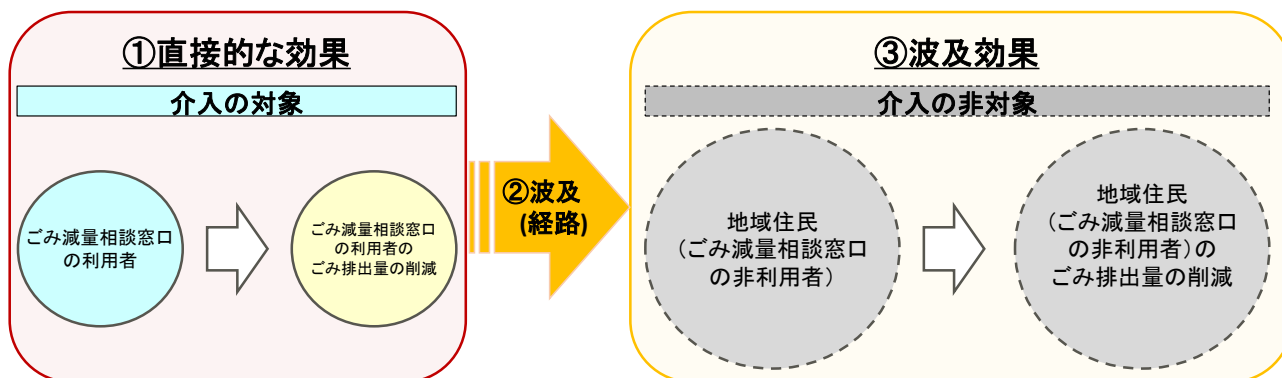 ①直接的な効果
介入の対象
ごみ減量相談窓口
の利用者
ごみ減量相談窓口
の利用者の
ごみ排出量の削減
②波及
(経路)
③波及効果
介入の非対象
地域住民
(ごみ減量相談窓口
の非利用者)
地域住民
(ごみ減量相談窓口
の非利用者)の
ごみ排出量の削減